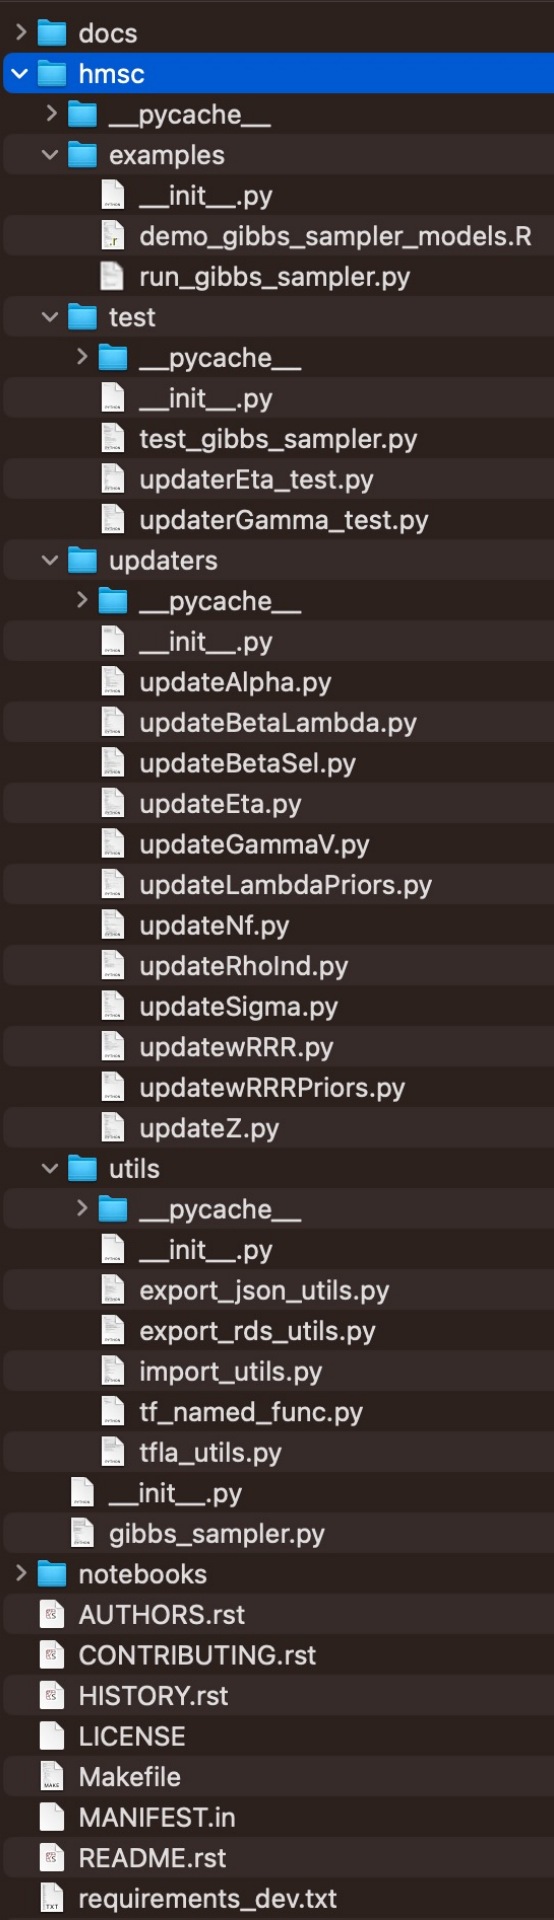 docs
hmsc
__pycache__
examples
__init__.py
demo_gibbs_sampler_models.R
run_gibbs_sampler.py
test
__pycache__
__init__.py
test_gibbs_sampler.py
updaterEta_test.py
updaterGamma_test.py
updaters
__pycache__
__init__.py
updateAlpha.py
updateBetaLambda.py
updateBetaSel.py
updateEta.py
updateGammaV.py
updateLambdaPriors.py
updateNf.py
updateRhoInd.py
updateSigma.py
updatewRRR.py
updatewRRRPriors.py
updateZ.py
utils
__pycache__
__init__.py
export_json_utils.py
export_rds_utils.py
import_utils.py
tf_named_func.py
tfla_utils.py
__init__.py
gibbs_sampler.py
notebooks
AUTHORS.rst
CONTRIBUTING.rst
HISTORY.rst
LICENSE
Makefile
MANIFEST.in
README.rst
requirements_dev.txt